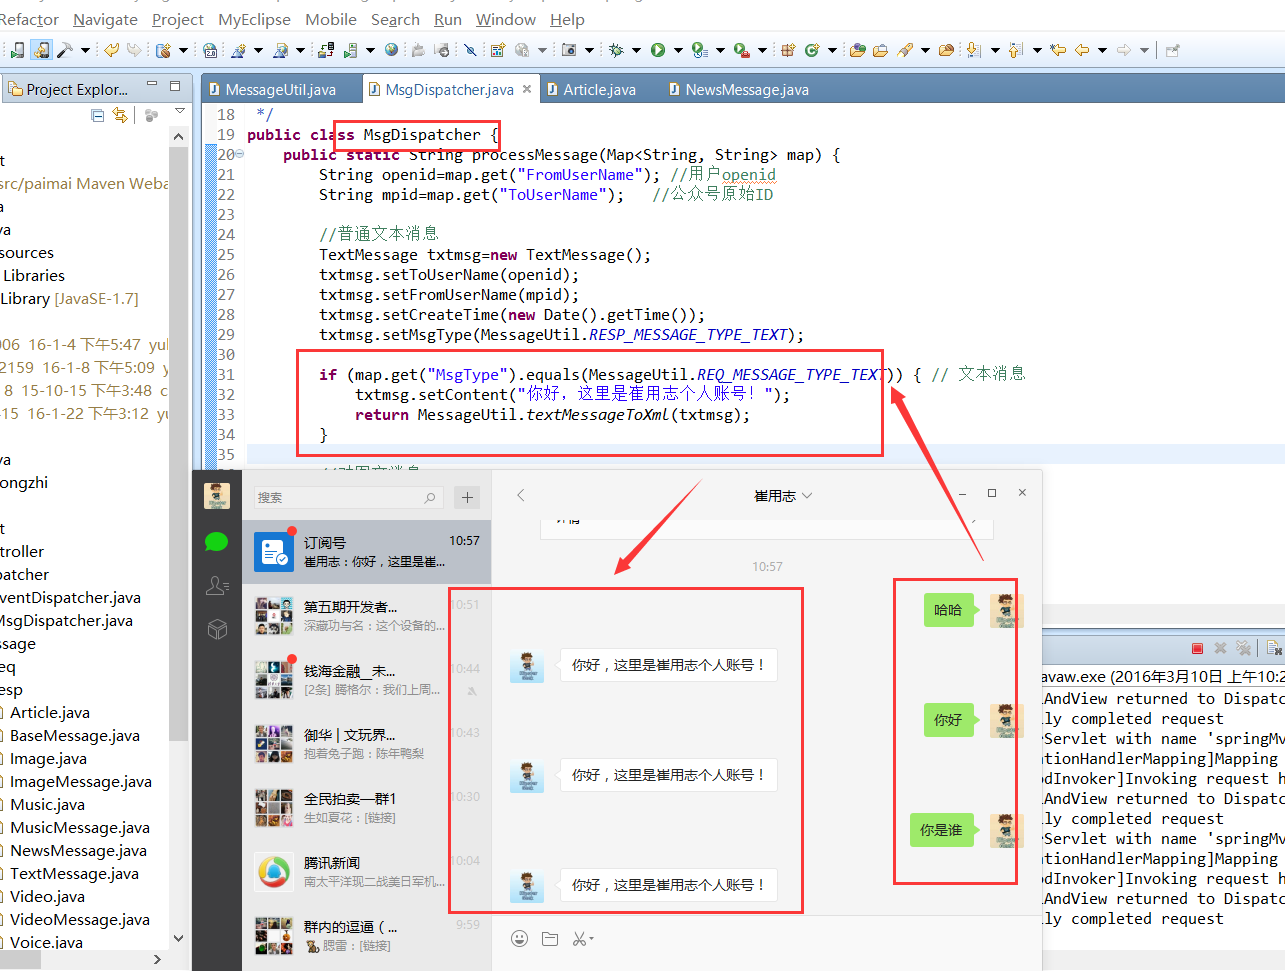 Refactor Navigate Project MyEclipse Mobile Search Run Window Help
Project Explor...
MessageUtil.java
MsgDispatcher.java
Article.java
NewsMessage.java
t
src/paimai Maven Weba
a
va
sources
Libraries
Library [JavaSE-1.7]
006 16-1-4 下午5:47 yul
2159 16-1-8 下午5:09 y
8 15-10-15 下午3:48 c
-15 16-1-22 下午3:12 yu
va
ongzhi
t
troller
patcher
ventDispatcher.java
MsgDispatcher.java
ssage
eq
esp
Article.java
BaseMessage.java
Image.java
ImageMessage.java
Music.java
MusicMessage.java
NewsMessage.java
TextMessage.java
Video.java
VideoMessage.java
Voice.java
18 */
19 public class MsgDispatcher {
20 public static String processMessage(Map<String, String> map) {
21 String openid=map.get("FromUserName"); //用户openid
22 String mpid=map.get("ToUserName"); //公众号原始ID
23
24 //普通文本消息
25 TextMessage txtmsg=new TextMessage();
26 txtmsg.setToUserName(openid);
27 txtmsg.setFromUserName(mpid);
28 txtmsg.setCreateTime(new Date().getTime());
29 txtmsg.setMsgType(MessageUtil.RESP_MESSAGE_TYPE_TEXT);
30
31 if (map.get("MsgType").equals(MessageUtil.REQ_MESSAGE_TYPE_TEXT)) { // 文本消息
32 txtmsg.setContent("你好，这里是崔用志个人账号！");
33 return MessageUtil.textMessageToXml(txtmsg);
34 }
35
搜索
订阅号 10:57
崔用志：你好，这里是崔...
第五期开发者... 10:51
深藏功与名：这个设备的...
钱海金融__未... 10:44
[2条] 腾格尔：我们上周...
御华 | 文玩界... 10:43
抱着兔子跑：陈年鸭梨
全民拍卖—群1 10:30
生如夏花：[链接]
腾讯新闻 10:04
南太平洋现二战美日军机...
群内的逗逼（... 9:59
腮雷：[链接]
崔用志
10:57
哈哈
你好，这里是崔用志个人账号！
你好
你好，这里是崔用志个人账号！
你是谁
你好，这里是崔用志个人账号！
avaw.exe (2016年3月10日 上午10:2
lAndView returned to Dispatc
ly completed request
rServlet with name 'springMv
ationHandlerMapping]Mapping
odInvoker]Invoking request h
lAndView returned to Dispatc
ly completed request
rServlet with name 'springMv
ationHandlerMapping]Mapping
odInvoker]Invoking request h
lAndView returned to Dispatc
ly completed request